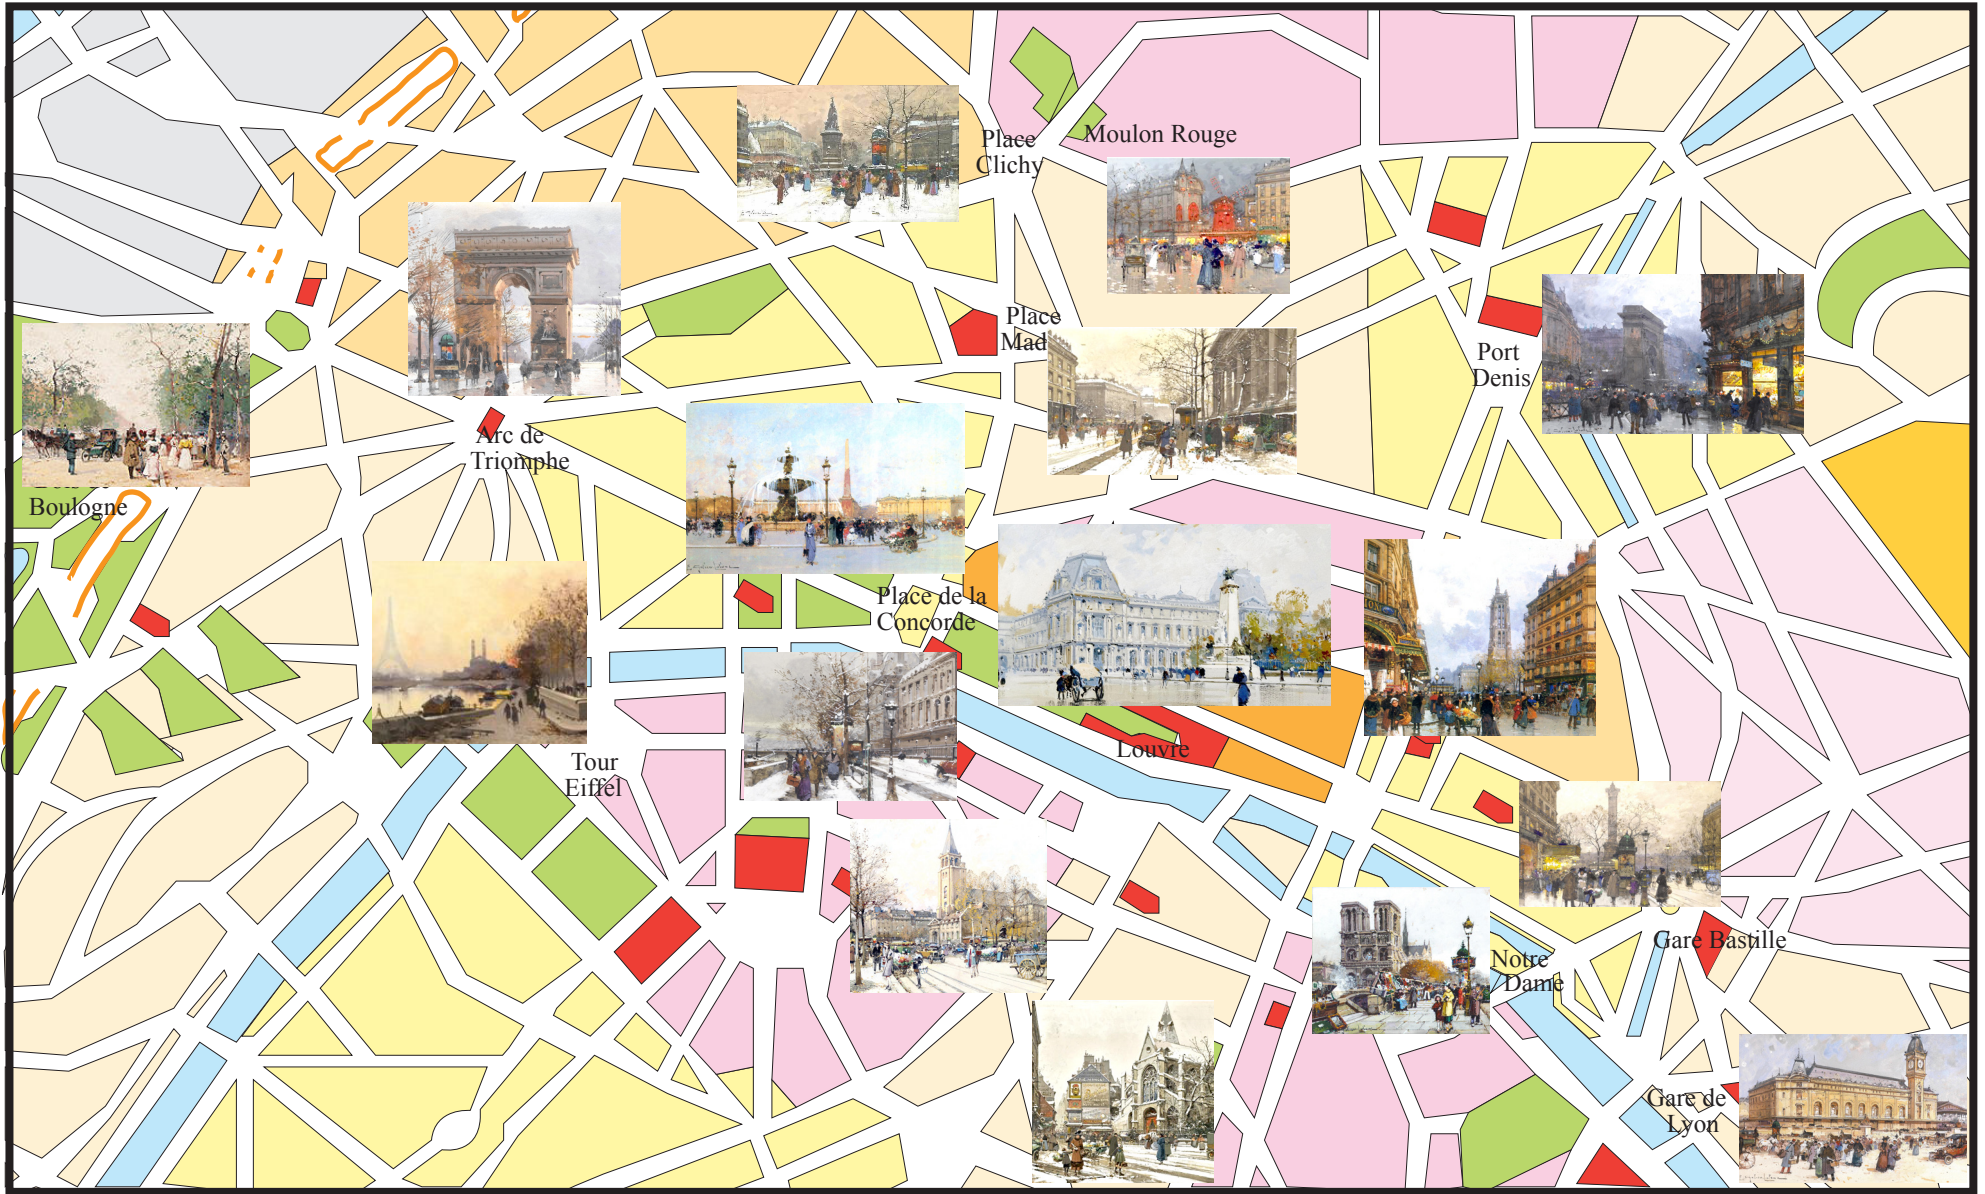 Place
Clichy
Moulon Rouge
Place
Mad
Port
Denis
Arc de
Triomphe
Boulogne
Place de la
Concorde
Louvre
Tour
Eiffel
Gare Bastille
Notre
Dame
Gare de
Lyon